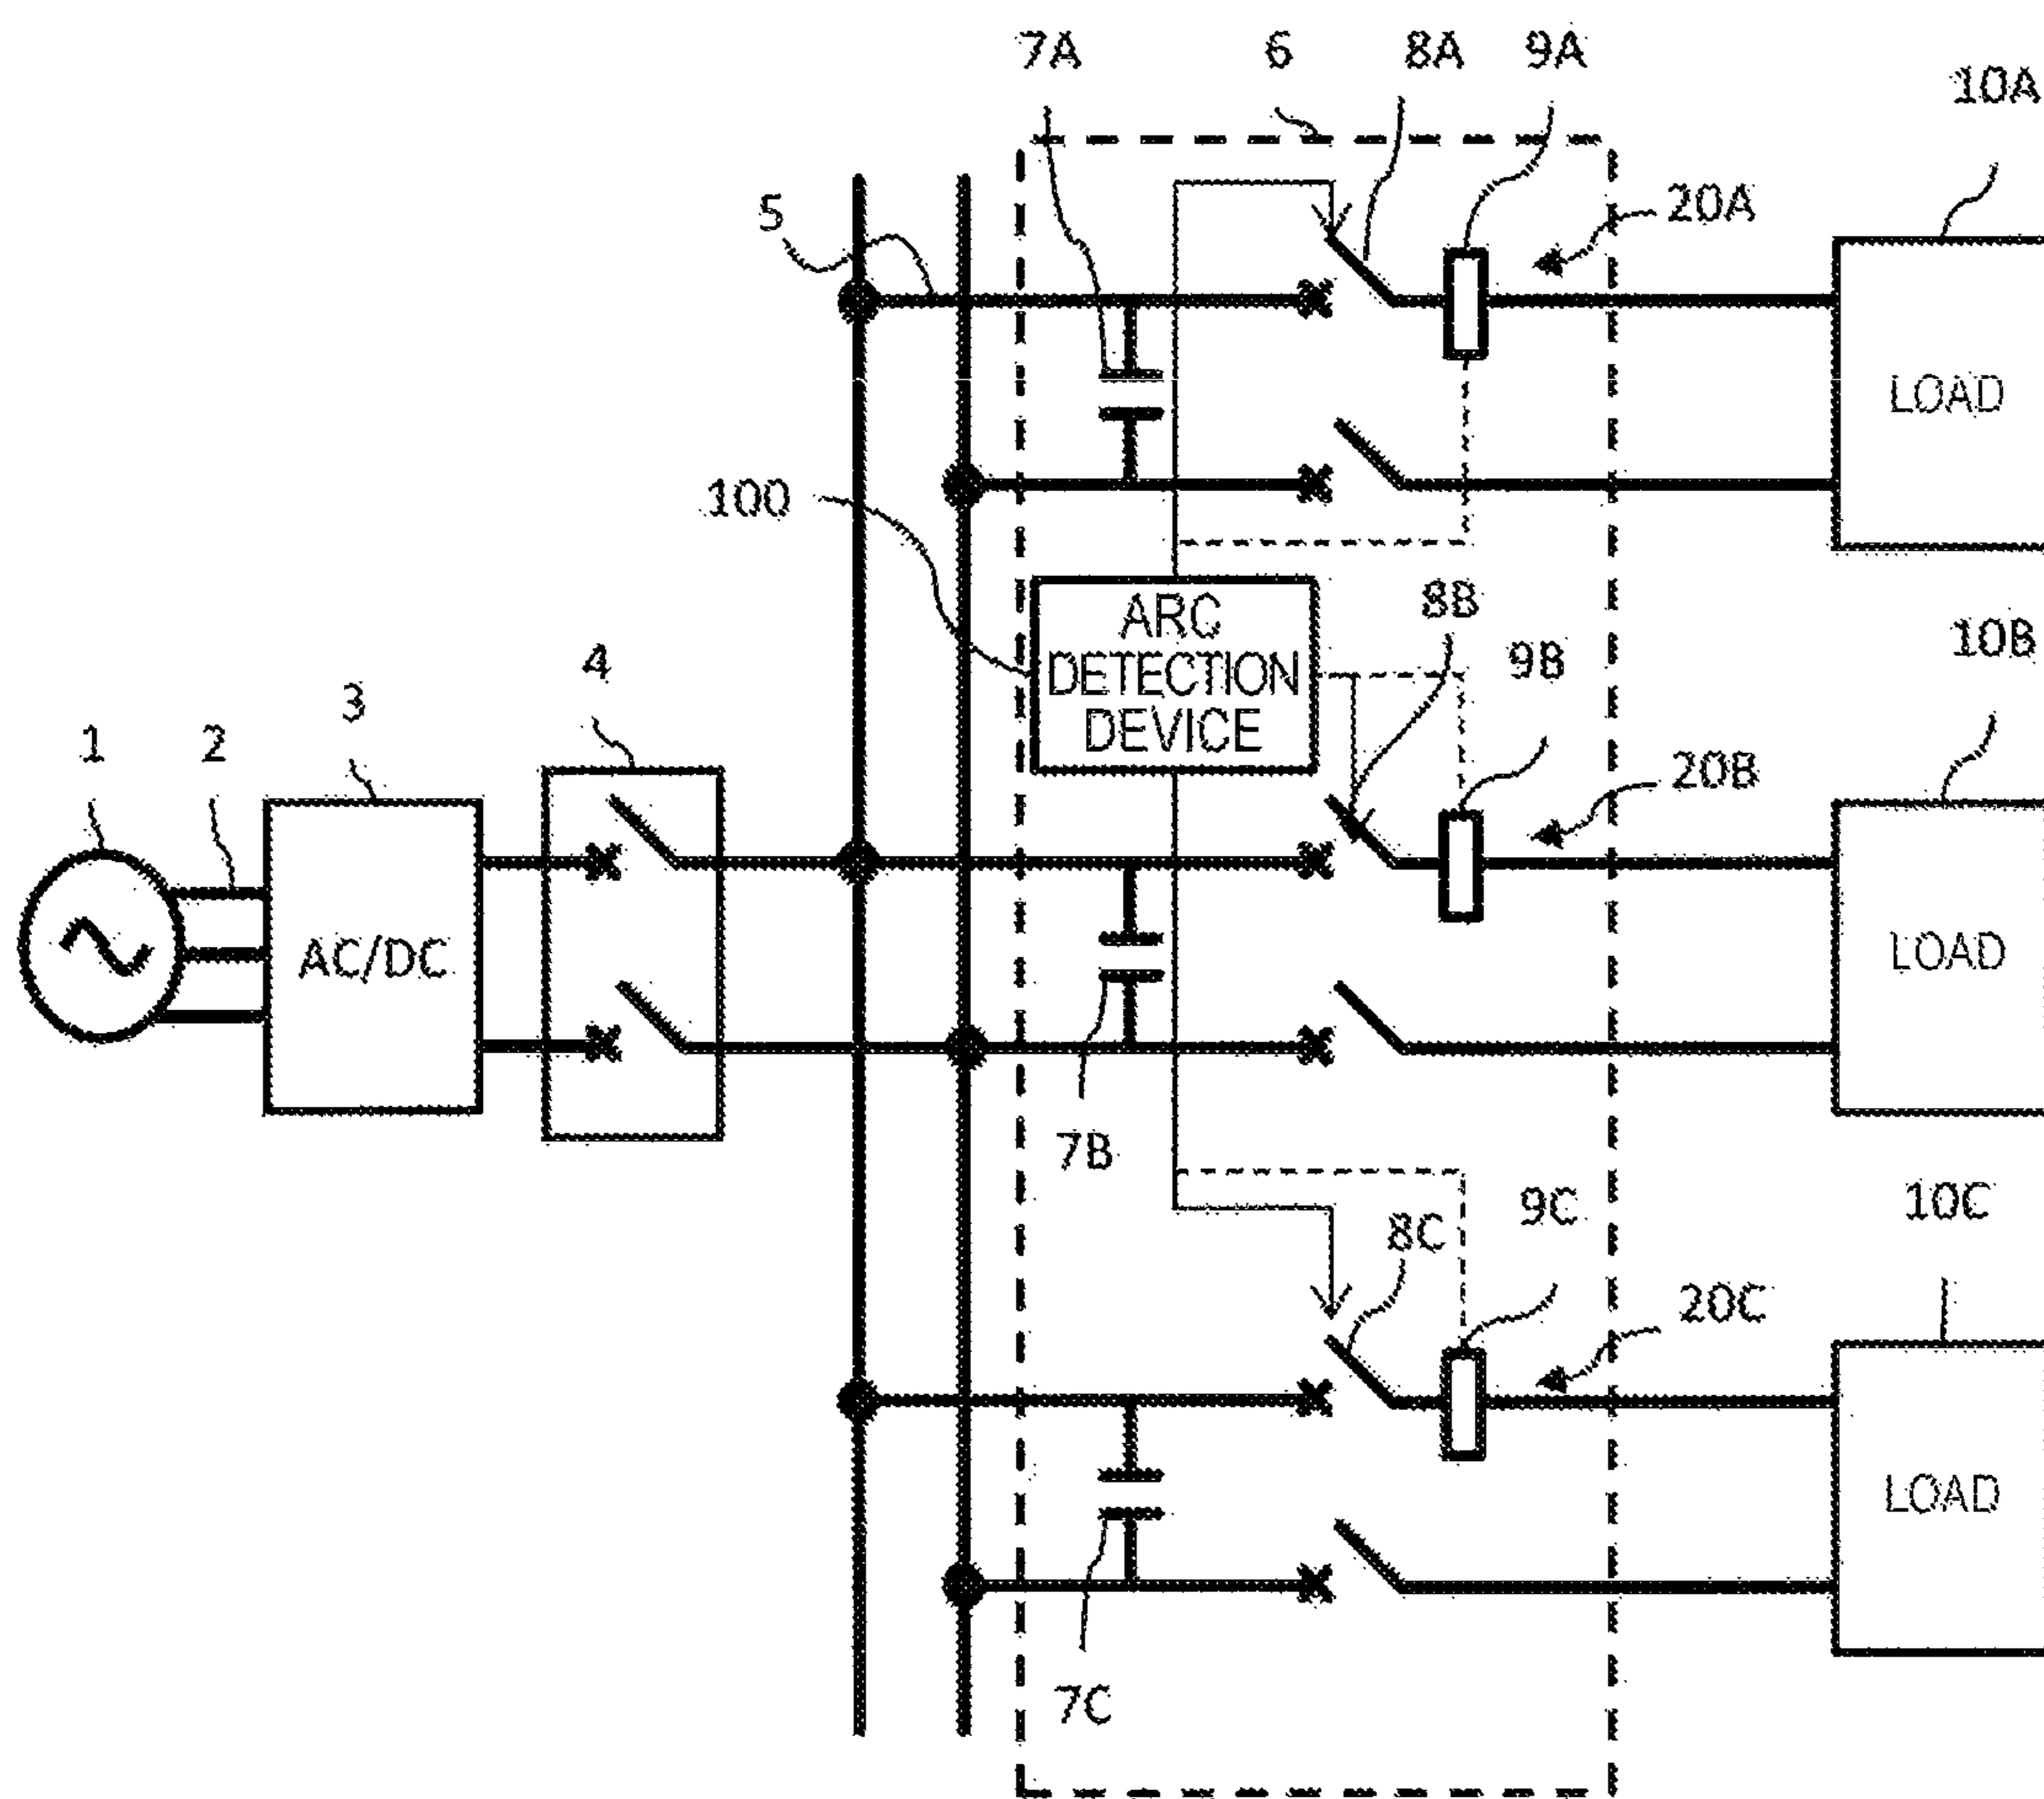 7A 6 8A 9A
10A
20A
5
LOAD
100
ARC
DETECTION
DEVICE
8B
9B
10B
4
3
1 2
20B
AC/DC
LOAD
7B
9C
10C
8C
20C
LOAD
7C